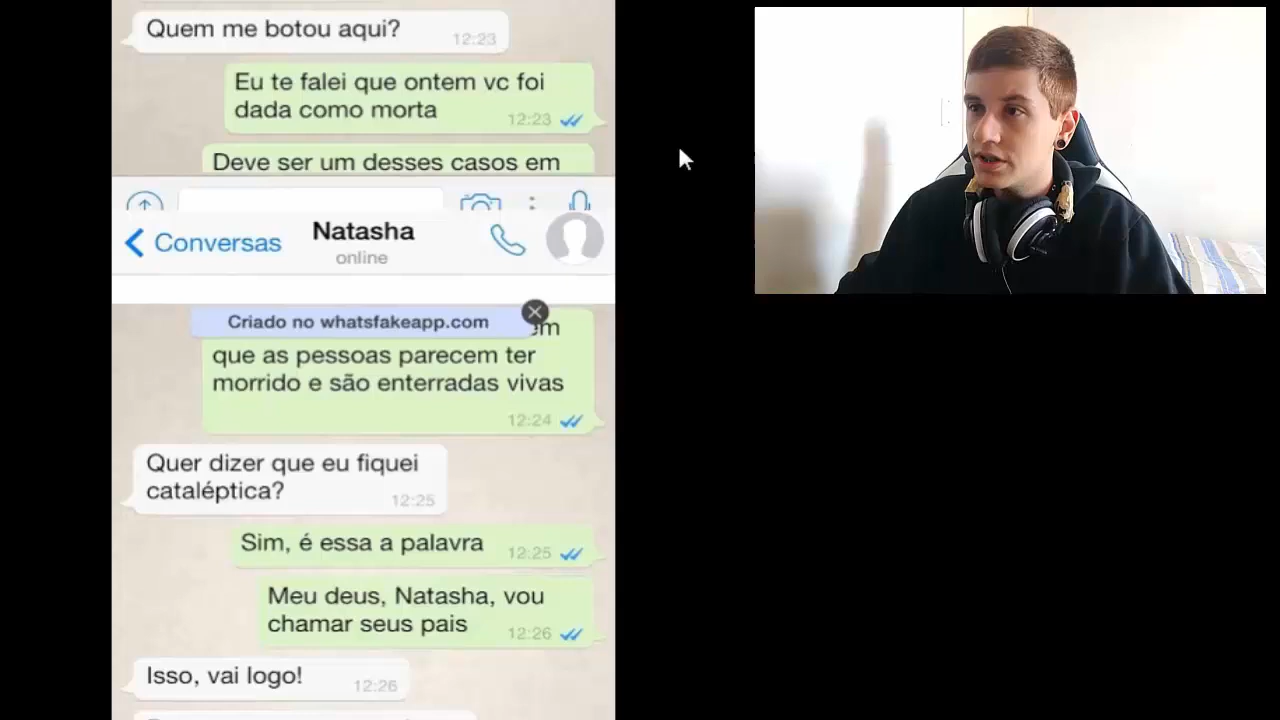 Quem me botou aqui?
12:23
Eu te falei que ontem vc foi
dada como morta
12:23
Deve ser um desses casos em
Conversas
Natasha
online
Criado no whatsfakeapp.com
em
que as pessoas parecem ter
morrido e são enterradas vivas
12:24
Quer dizer que eu fiquei
cataléptica?
12:25
Sim, é essa a palavra
12:25
Meu deus, Natasha, vou
chamar seus pais
12:26
Isso, vai logo!
12:26